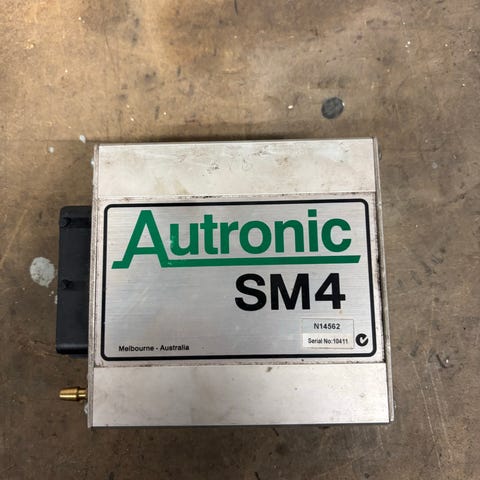 Autronic
SM4
N14562
Serial No:10411
Melbourne - Australia